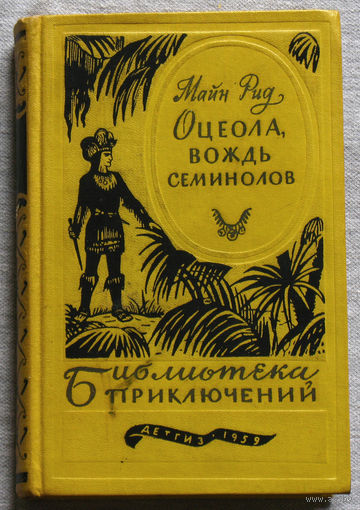 Майн Рид
Оцеола,
вождь
семинолов
Библиотека
приключений
ДЕТГИЗ·1959